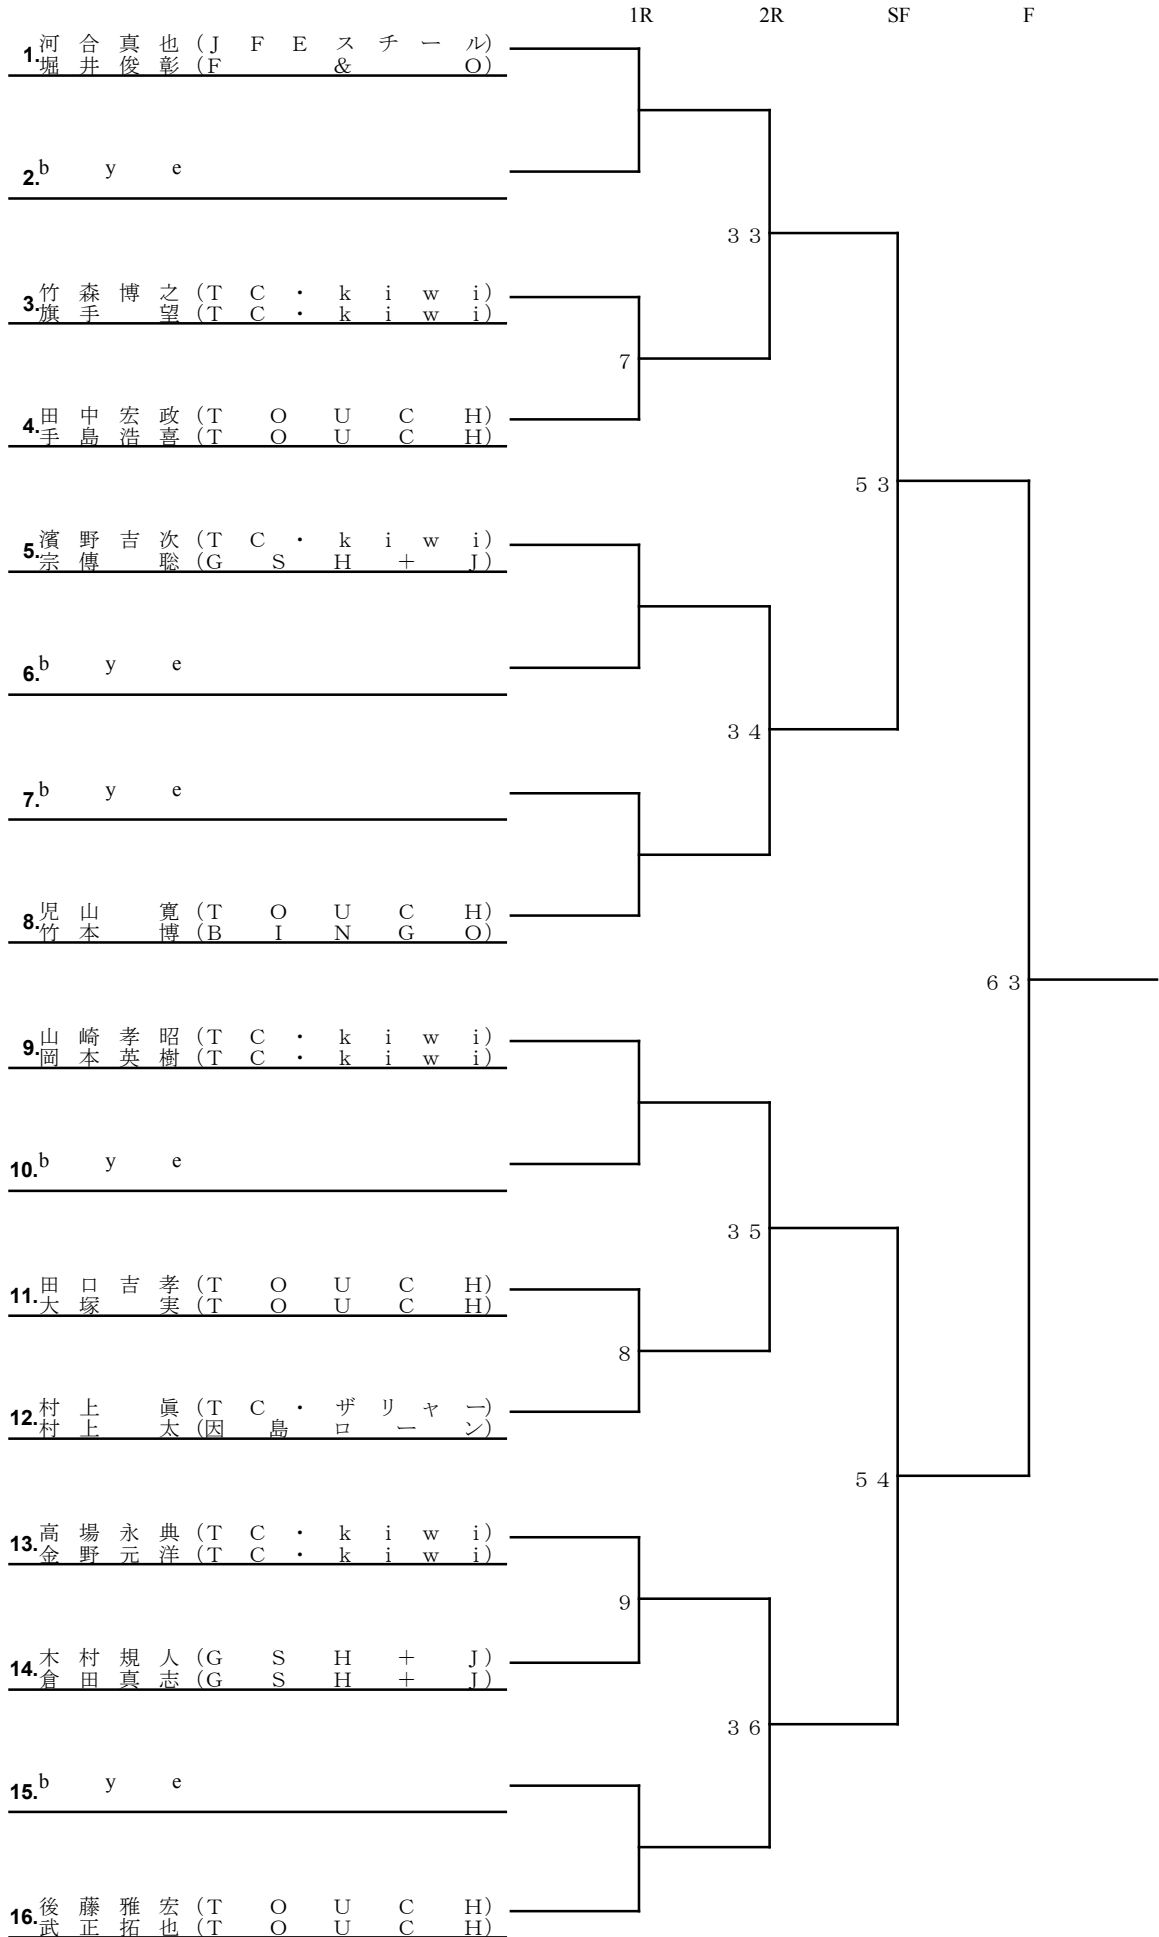 1R 2R SF F
1. 河合真也(JFEスチール)
堀井俊彰(F&O)
2. bye
33
3. 竹森博之(TC・kiwi)
旗手望(TC・kiwi)
7
4. 田中宏政(TOUCH)
手島浩喜(TOUCH)
53
5. 濱野吉次(TC・kiwi)
宗傳聡(GSH+J)
6. bye
34
7. bye
8. 児山寛(TOUCH)
竹本博(BINGO)
63
9. 山崎孝昭(TC・kiwi)
岡本英樹(TC・kiwi)
10. bye
35
11. 田口吉孝(TOUCH)
大塚実(TOUCH)
8
12. 村上眞(TC・ザリャー)
村上太(因島ローン)
54
13. 高場永典(TC・kiwi)
金野元洋(TC・kiwi)
9
14. 木村規人(GSH+J)
倉田真志(GSH+J)
36
15. bye
16. 後藤雅宏(TOUCH)
武正拓也(TOUCH)